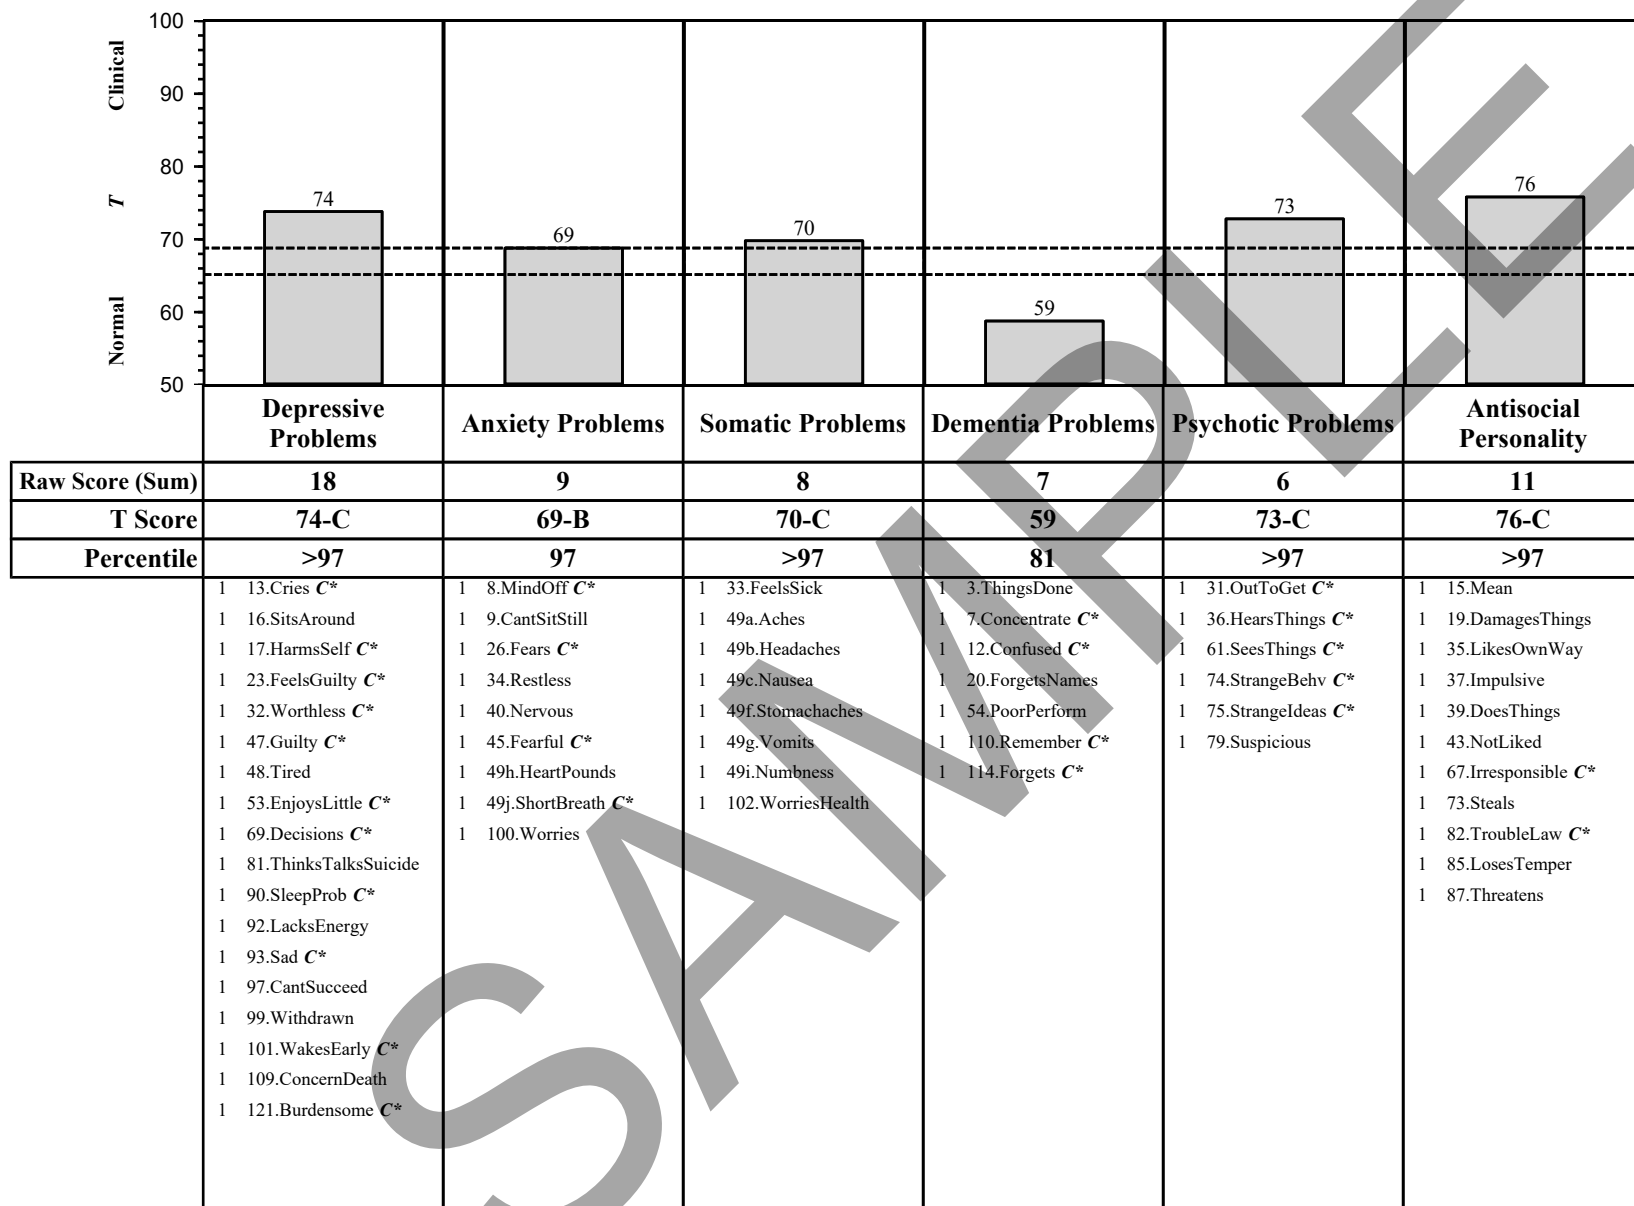 100
90
80
70
60
50
Clinical
T
Normal
74
69
70
59
73
76
Depressive Problems
Anxiety Problems
Somatic Problems
Dementia Problems
Psychotic Problems
Antisocial Personality
Raw Score (Sum) 18 9 8 7 6 11
T Score 74-C 69-B 70-C 59 73-C 76-C
Percentile >97 97 >97 81 >97 >97
1 13.Cries C*
1 16.SitsAround
1 17.HarmsSelf C*
1 23.FeelsGuilty C*
1 32.Worthless C*
1 47.Guilty C*
1 48.Tired
1 53.EnjoysLittle C*
1 69.Decisions C*
1 81.ThinksTalksSuicide
1 90.SleepProb C*
1 92.LacksEnergy
1 93.Sad C*
1 97.CantSucceed
1 99.Withdrawn
1 101.WakesEarly C*
1 109.ConcernDeath
1 121.Burdensome C*
1 8.MindOff C*
1 9.CantSitStill
1 26.Fears C*
1 34.Restless
1 40.Nervous
1 45.Fearful C*
1 49h.HeartPounds
1 49j.ShortBreath C*
1 100.Worries
1 33.FeelsSick
1 49a.Aches
1 49b.Headaches
1 49c.Nausea
1 49f.Stomachaches
1 49g.Vomits
1 49i.Numbness
1 102.WorriesHealth
1 3.ThingsDone
1 7.Concentrate C*
1 12.Confused C*
1 20.ForgetsNames
1 54.PoorPerform
1 110.Remember C*
1 114.Forgets C*
1 31.OutToGet C*
1 36.HearsThings C*
1 61.SeesThings C*
1 74.StrangeBehv C*
1 75.StrangeIdeas C*
1 79.Suspicious
1 15.Mean
1 19.DamagesThings
1 35.LikesOwnWay
1 37.Impulsive
1 39.DoesThings
1 43.NotLiked
1 67.Irresponsible C*
1 73.Steals
1 82.TroubleLaw C*
1 85.LosesTemper
1 87.Threatens
SAMPLE